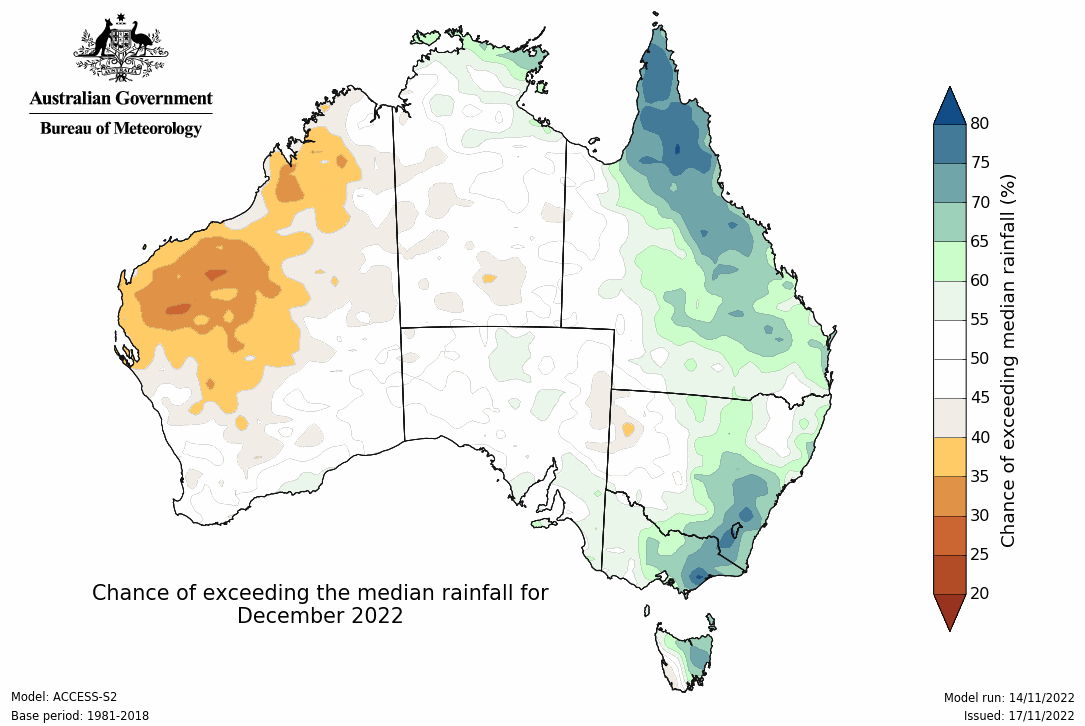 Australian Government
Bureau of Meteorology
80
75
70
65
60
55
50
45
40
35
30
25
20
Chance of exceeding median rainfall (%)
Chance of exceeding the median rainfall for
December 2022
Model: ACCESS-S2
Base period: 1981-2018
Model run: 14/11/2022
Issued: 17/11/2022